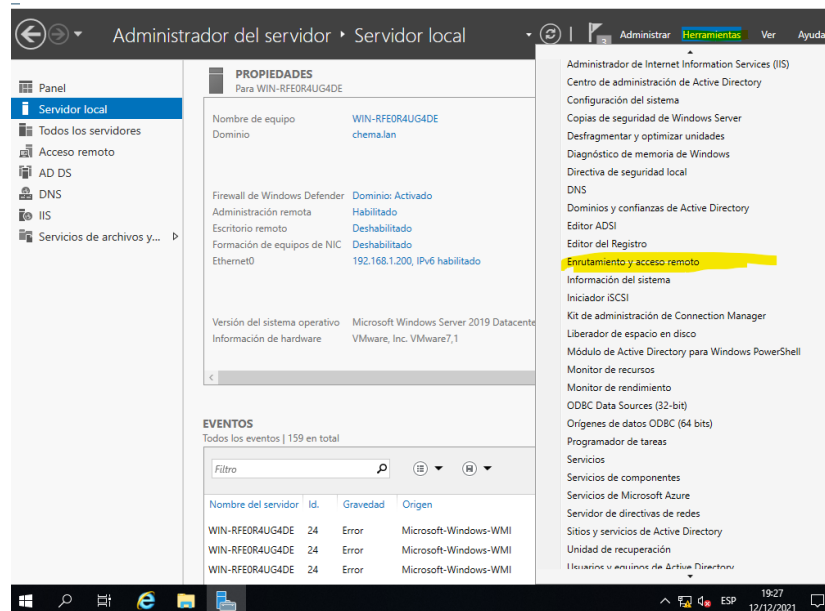 Administrador del servidor ‣ Servidor local
3
Administrar Herramientas Ver Ayuda
Panel
Servidor local
Todos los servidores
Acceso remoto
AD DS
DNS
IIS
Servicios de archivos y...
PROPIEDADES
Para WIN-RFE0R4UG4DE
Nombre de equipo WIN-RFE0R4UG4DE
Dominio chema.lan
Firewall de Windows Defender Dominio: Activado
Administración remota Habilitado
Escritorio remoto Deshabilitado
Formación de equipos de NIC Deshabilitado
Ethernet0 192.168.1.200, IPv6 habilitado
Versión del sistema operativo Microsoft Windows Server 2019 Datacente
Información de hardware VMware, Inc. VMware7,1
EVENTOS
Todos los eventos | 159 en total
Filtro
Nombre del servidor Id. Gravedad Origen
WIN-RFE0R4UG4DE 24 Error Microsoft-Windows-WMI
WIN-RFE0R4UG4DE 24 Error Microsoft-Windows-WMI
WIN-RFE0R4UG4DE 24 Error Microsoft-Windows-WMI
Administrador de Internet Information Services (IIS)
Centro de administración de Active Directory
Configuración del sistema
Copias de seguridad de Windows Server
Desfragmentar y optimizar unidades
Diagnóstico de memoria de Windows
Directiva de seguridad local
DNS
Dominios y confianzas de Active Directory
Editor ADSI
Editor del Registro
Enrutamiento y acceso remoto
Información del sistema
Iniciador iSCSI
Kit de administración de Connection Manager
Liberador de espacio en disco
Módulo de Active Directory para Windows PowerShell
Monitor de recursos
Monitor de rendimiento
ODBC Data Sources (32-bit)
Orígenes de datos ODBC (64 bits)
Programador de tareas
Servicios
Servicios de componentes
Servicios de Microsoft Azure
Servidor de directivas de redes
Sitios y servicios de Active Directory
Unidad de recuperación
Usuarios y equipos de Active Directory
ESP
19:27
12/12/2021